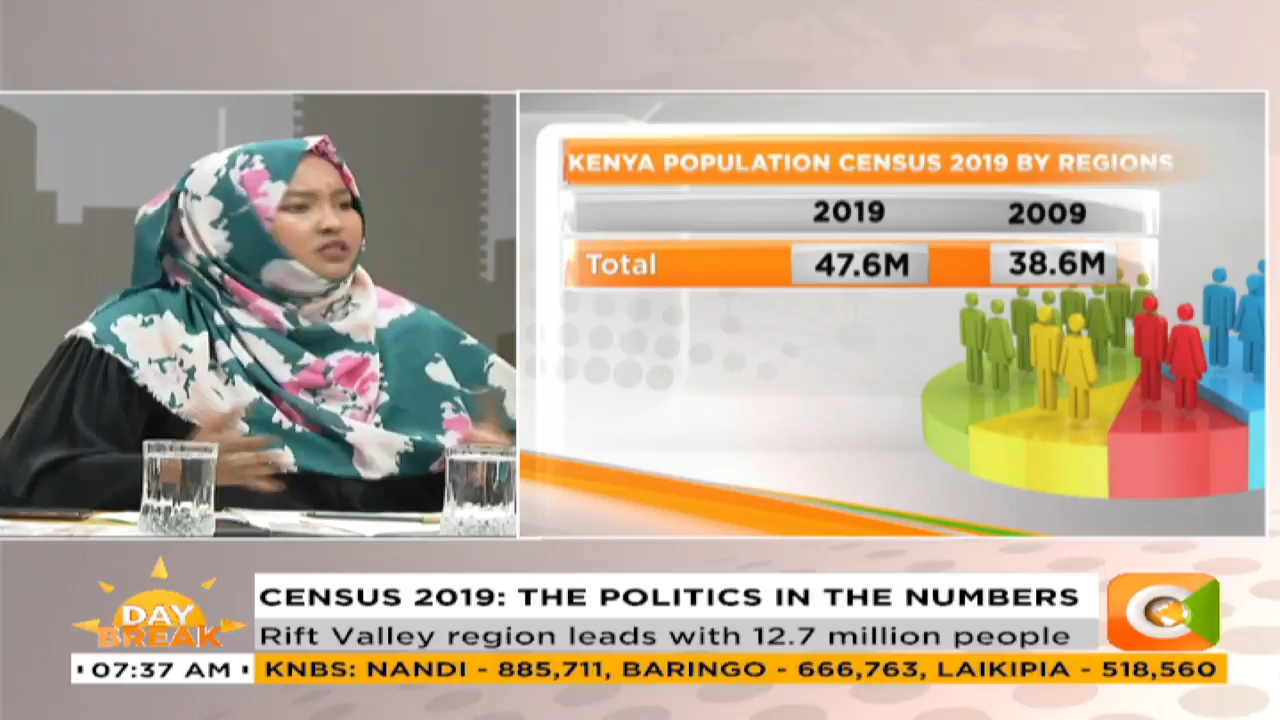 KENYA POPULATION CENSUS 2019 BY REGIONS
2019 2009
Total 47.6M 38.6M
DAY
BREAK
CENSUS 2019: THE POLITICS IN THE NUMBERS
Rift Valley region leads with 12.7 million people
07:37 AM
KNBS: NANDI - 885,711, BARINGO - 666,763, LAIKIPIA - 518,560